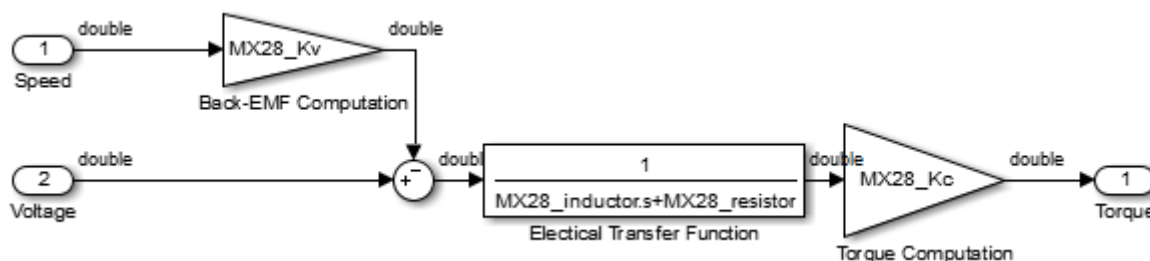 double
double
1
MX28_Kv
Speed
Back-EMF Computation
double
double
1
double
double
2
+
−
MX28_inductor.s+MX28_resistor
MX28_Kc
1
Voltage
Electical Transfer Function
Torque
Torque Computation